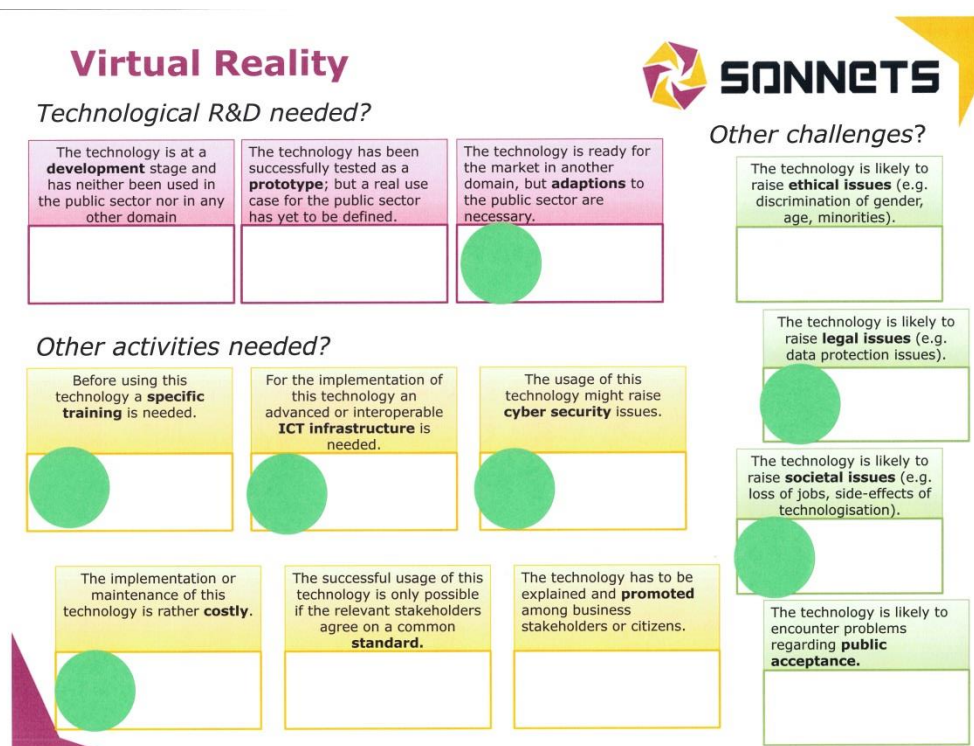 Virtual Reality
SONNETS
Technological R&D needed?
The technology is at a
development stage and
has neither been used in
the public sector nor in any
other domain
The technology has been
successfully tested as a
prototype; but a real use
case for the public sector
has yet to be defined.
The technology is ready for
the market in another
domain, but adaptions to
the public sector are
necessary.
Other activities needed?
Before using this
technology a specific
training is needed.
For the implementation of
this technology an
advanced or interoperable
ICT infrastructure is
needed.
The usage of this
technology might raise
cyber security issues.
The implementation or
maintenance of this
technology is rather costly.
The successful usage of this
technology is only possible
if the relevant stakeholders
agree on a common
standard.
The technology has to be
explained and promoted
among business
stakeholders or citizens.
Other challenges?
The technology is likely to
raise ethical issues (e.g.
discrimination of gender,
age, minorities).
The technology is likely to
raise legal issues (e.g.
data protection issues).
The technology is likely to
raise societal issues (e.g.
loss of jobs, side-effects of
technologisation).
The technology is likely to
encounter problems
regarding public
acceptance.